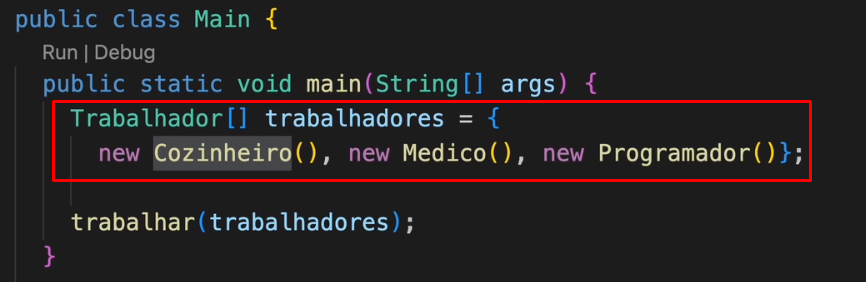 public class Main {
Run | Debug
public static void main(String[] args) {
Trabalhador[] trabalhadores = {
new Cozinheiro(), new Medico(), new Programador()};
trabalhar(trabalhadores);
}